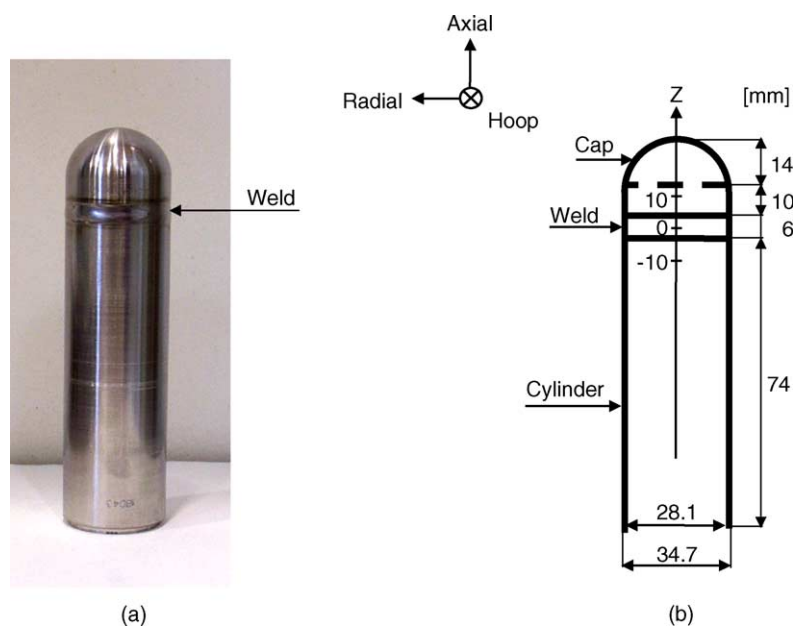 Axial
Radial
Hoop
Weld
(a)
Z
[mm]
Cap
14
10
10
Weld
0
6
-10
Cylinder
74
28.1
34.7
(b)